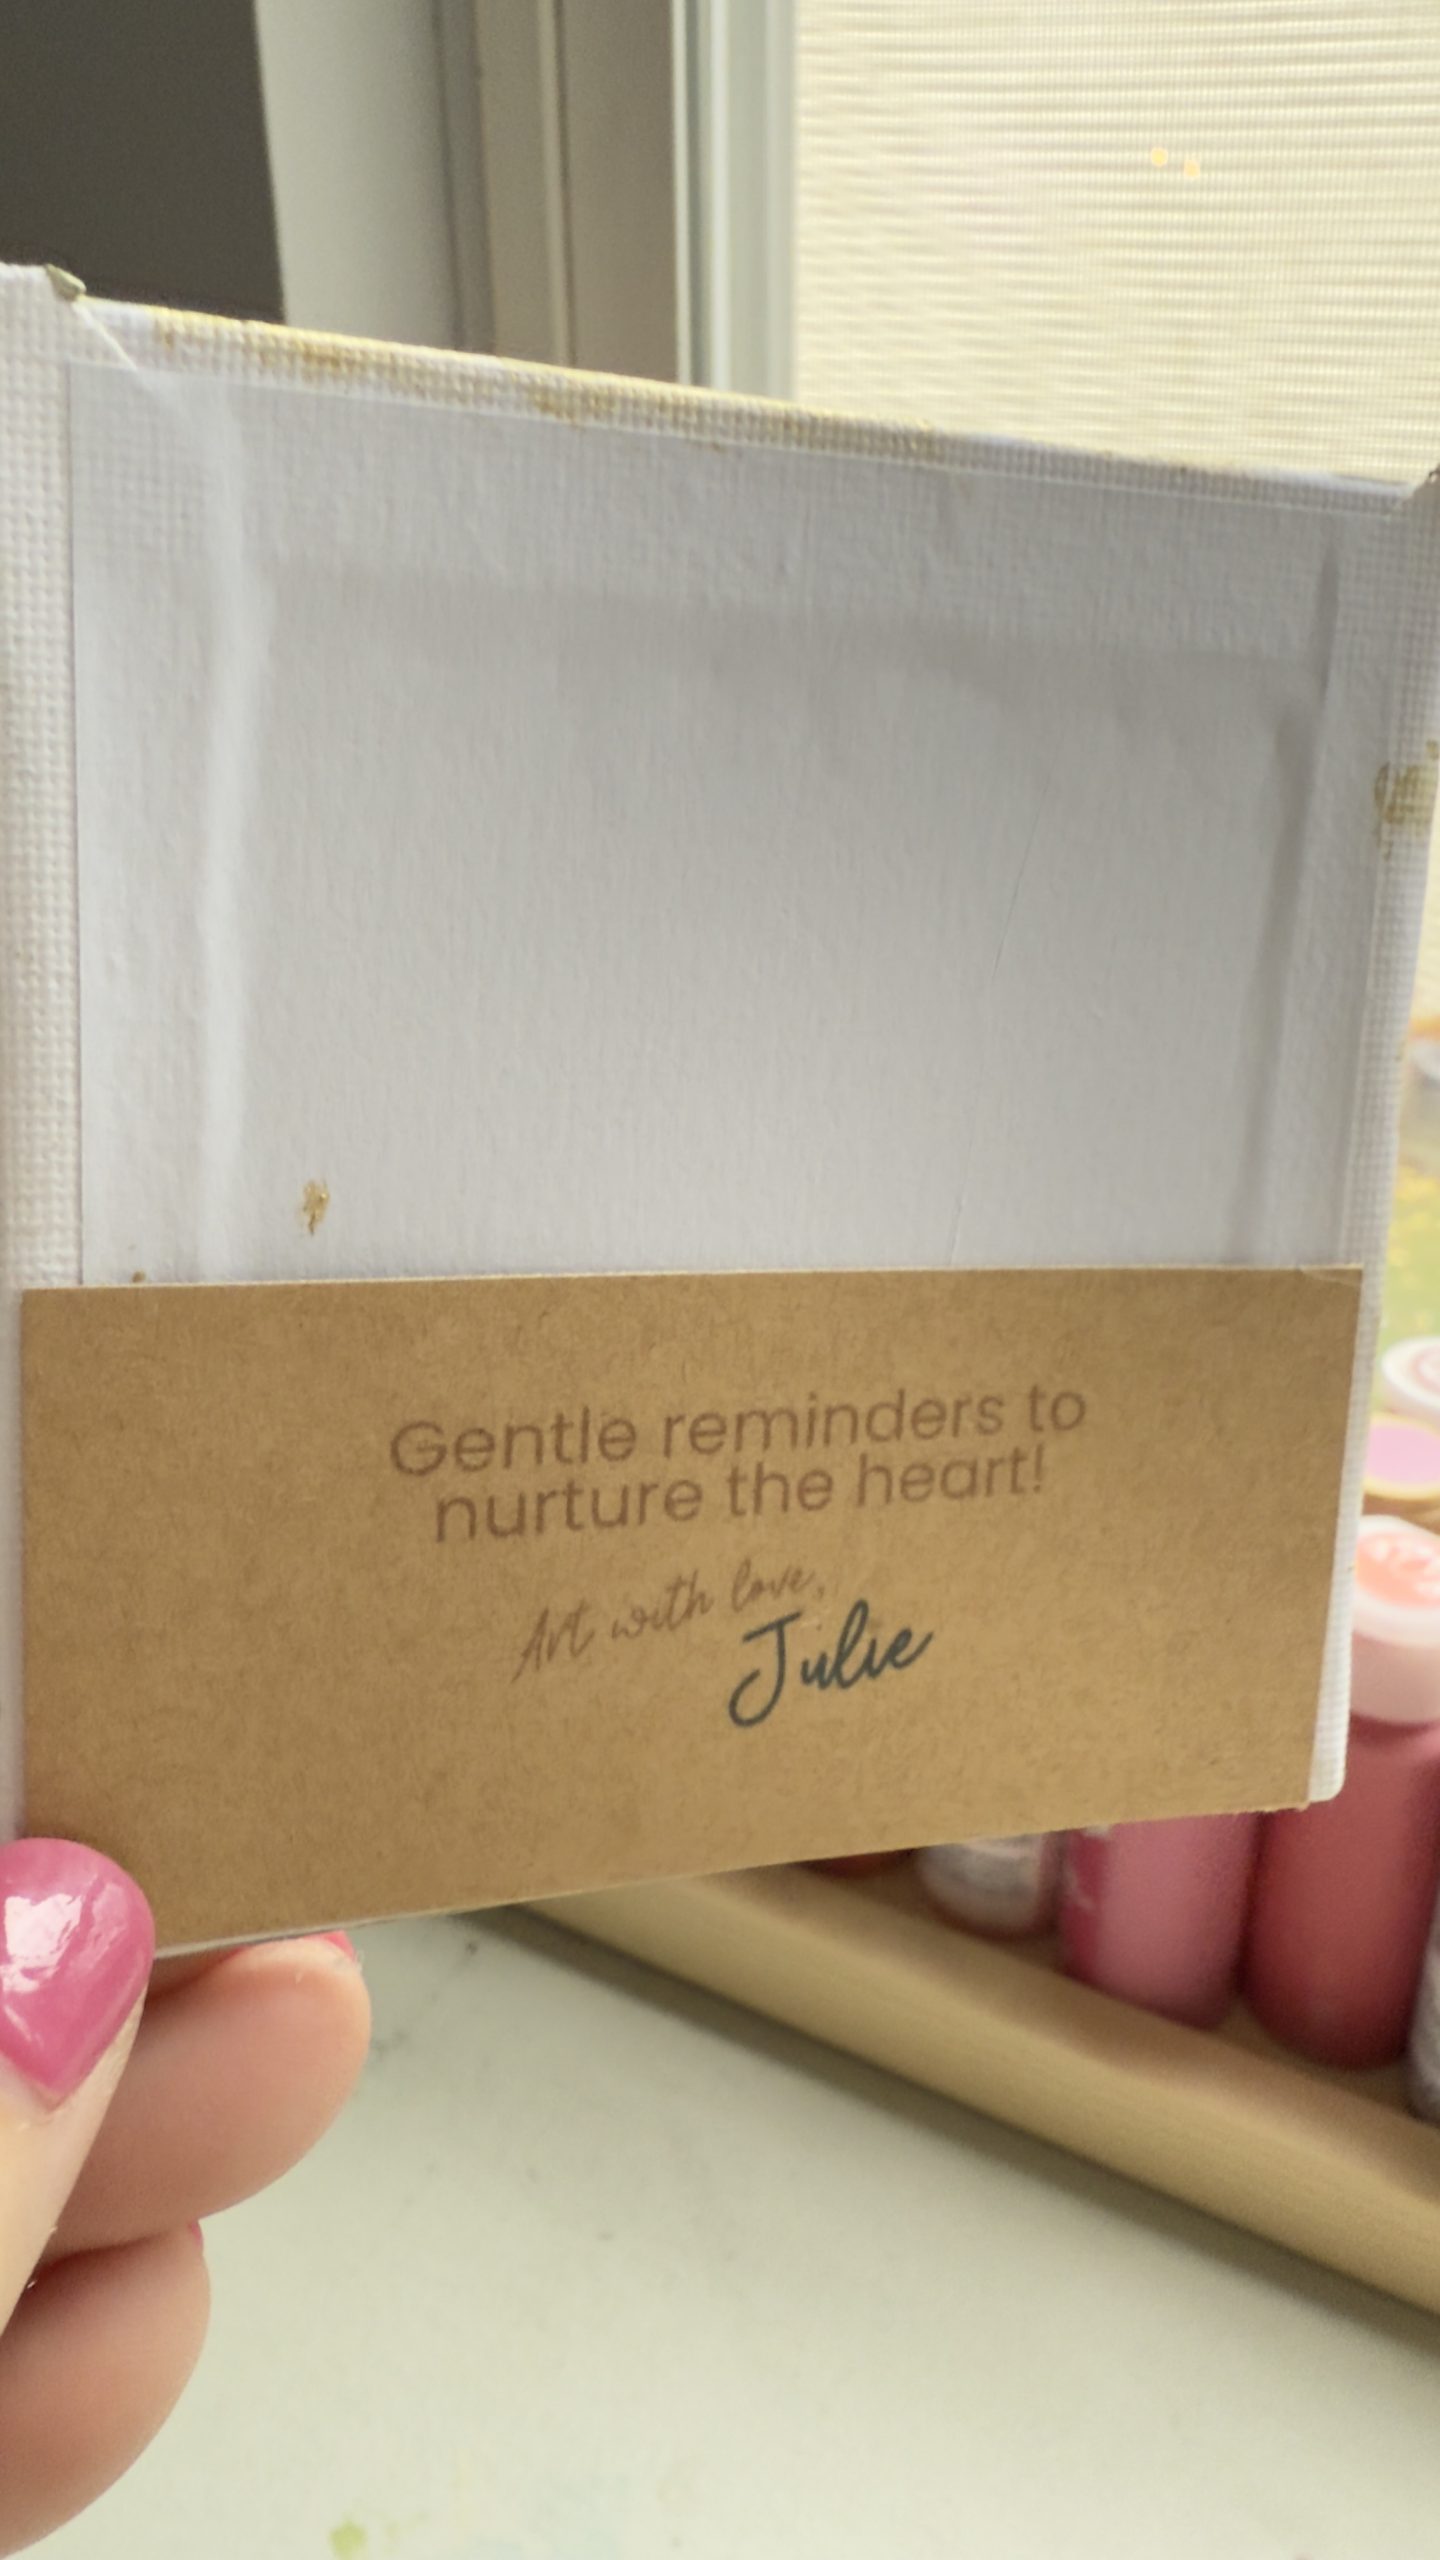 Gentle reminders to
nurture the heart!
Art with love,
Julie